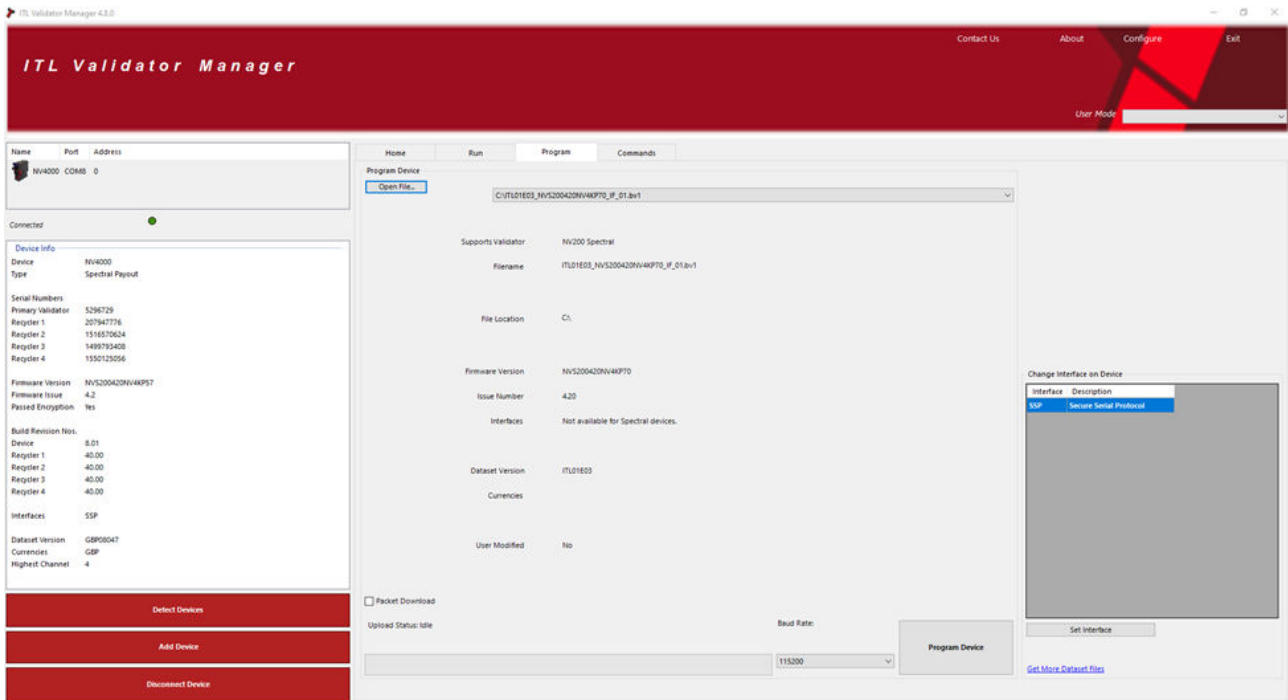 ITL Validator Manager 4.3.0
Contact Us About Configure Exit
ITL Validator Manager
User Mode
Name Port Address
NV4000 COM8 0
Connected
Device Info
Device NV4000
Type Spectral Payout
Serial Numbers
Primary Validator 5296729
Recycler 1 207947776
Recycler 2 1516570624
Recycler 3 1499793408
Recycler 4 1550125056
Firmware Version NVS200420NV4KP57
Firmware Issue 4.2
Passed Encryption Yes
Build Revision Nos.
Device 8.01
Recycler 1 40.00
Recycler 2 40.00
Recycler 3 40.00
Recycler 4 40.00
Interfaces SSP
Dataset Version GBP08047
Currencies GBP
Highest Channel 4
Detect Devices
Add Device
Disconnect Device
Home Run Program Commands
Program Device
Open File...
C:\ITL01E03_NVS200420NV4KP70_IF_01.bv1
Supports Validator NV200 Spectral
Filename ITL01E03_NVS200420NV4KP70_IF_01.bv1
File Location C:\
Firmware Version NVS200420NV4KP70
Issue Number 4.20
Interfaces Not available for Spectral devices.
Dataset Version ITL01E03
Currencies
User Modified No
Packet Download
Upload Status: Idle
Baud Rate:
115200
Program Device
Change Interface on Device
Interface Description
SSP Secure Serial Protocol
Set Interface
Get More Dataset Files